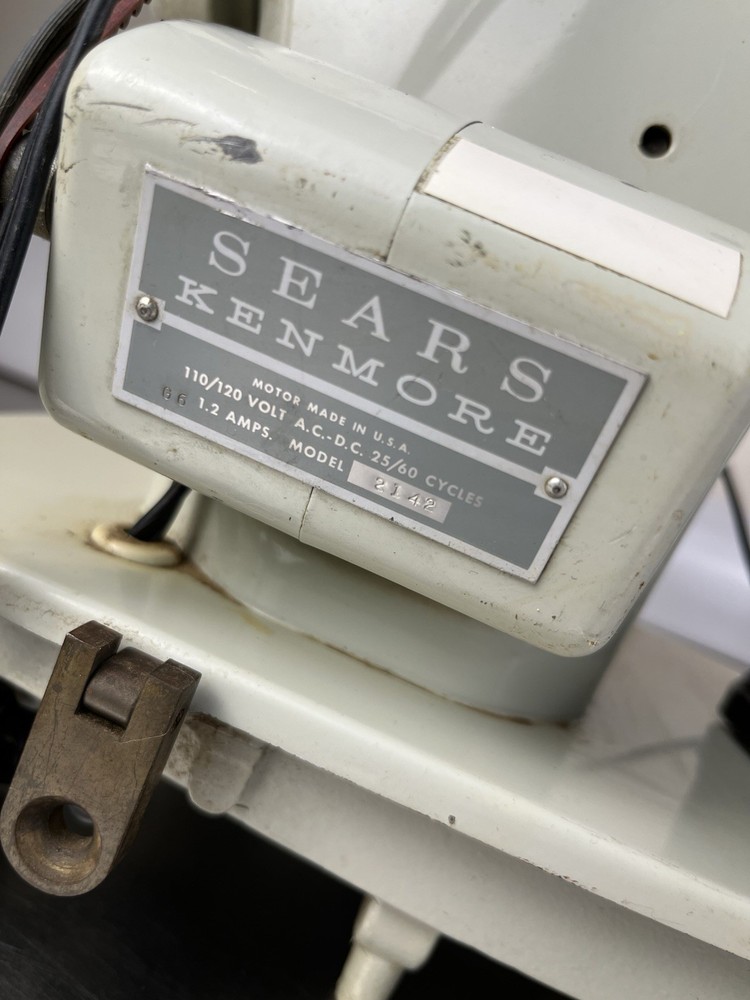 SEARS
KENMORE
MOTOR MADE IN U.S.A.
110/120 VOLT A.C.-D.C. 25/60 CYCLES
1.2 AMPS. MODEL 2142